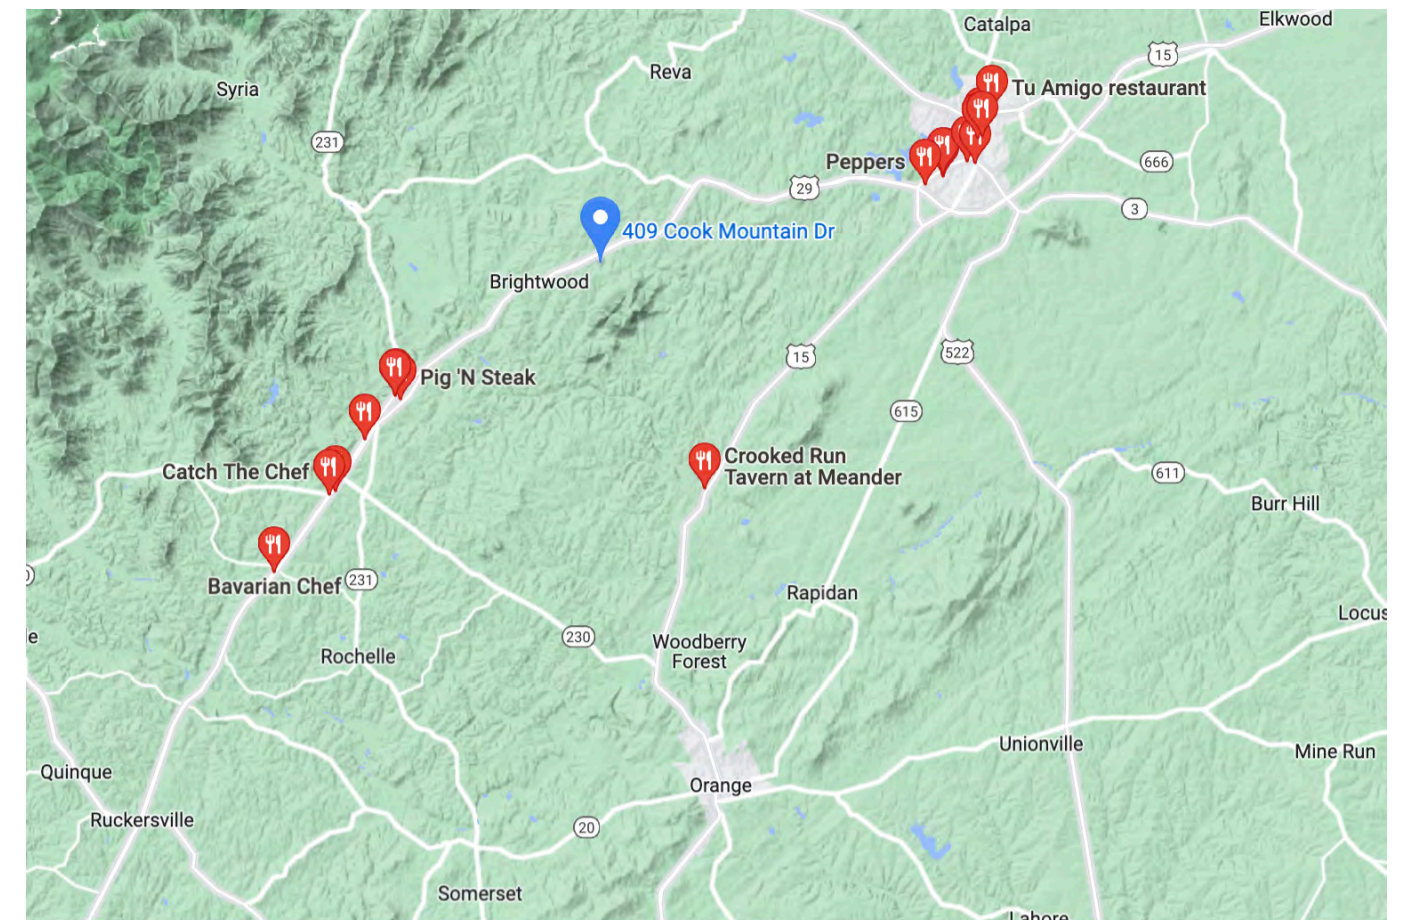 Catalpa
Elkwood
15
Reva
Syria
Tu Amigo restaurant
231
Peppers
666
29
3
409 Cook Mountain Dr
Brightwood
15
522
Pig 'N Steak
615
Crooked Run
Tavern at Meander
Catch The Chef
611
Burr Hill
Bavarian Chef
231
Rapidan
Locus
230
Woodberry
Forest
Rochelle
Unionville
Mine Run
Quinque
Orange
Ruckersville
20
Somerset
Lahore